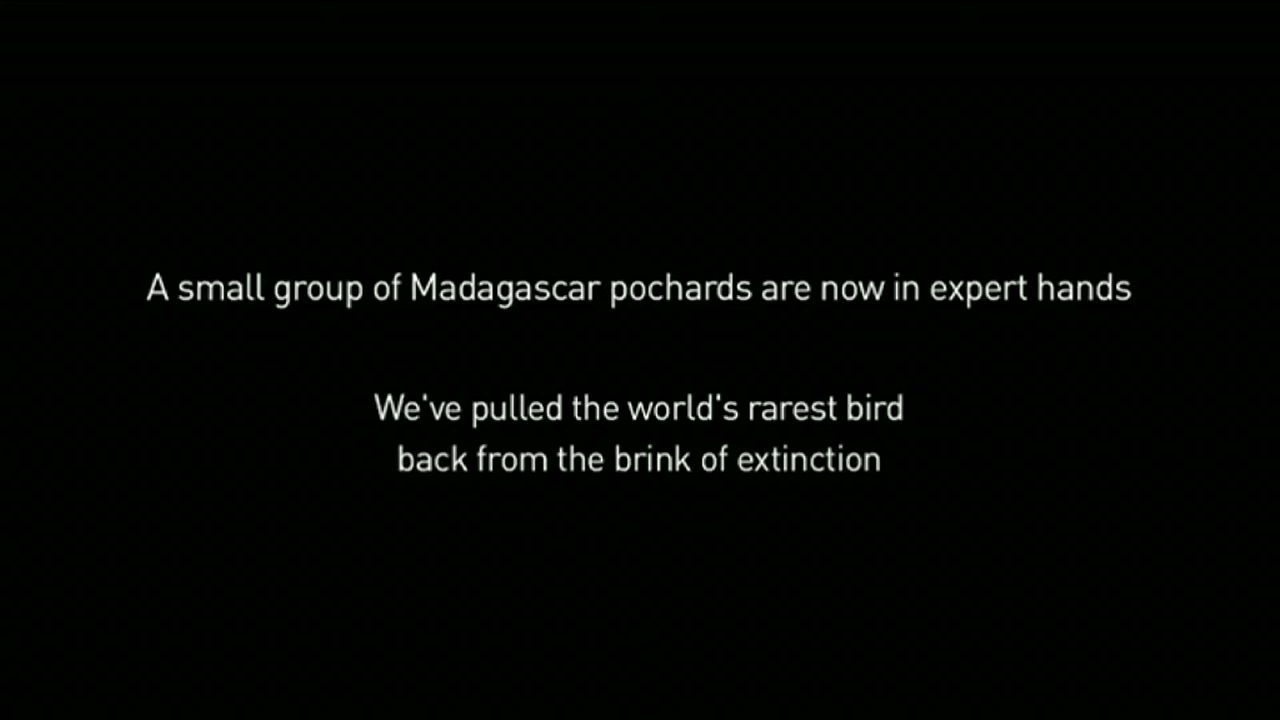 A small group of Madagascar pochards are now in expert hands
We've pulled the world's rarest bird
back from the brink of extinction